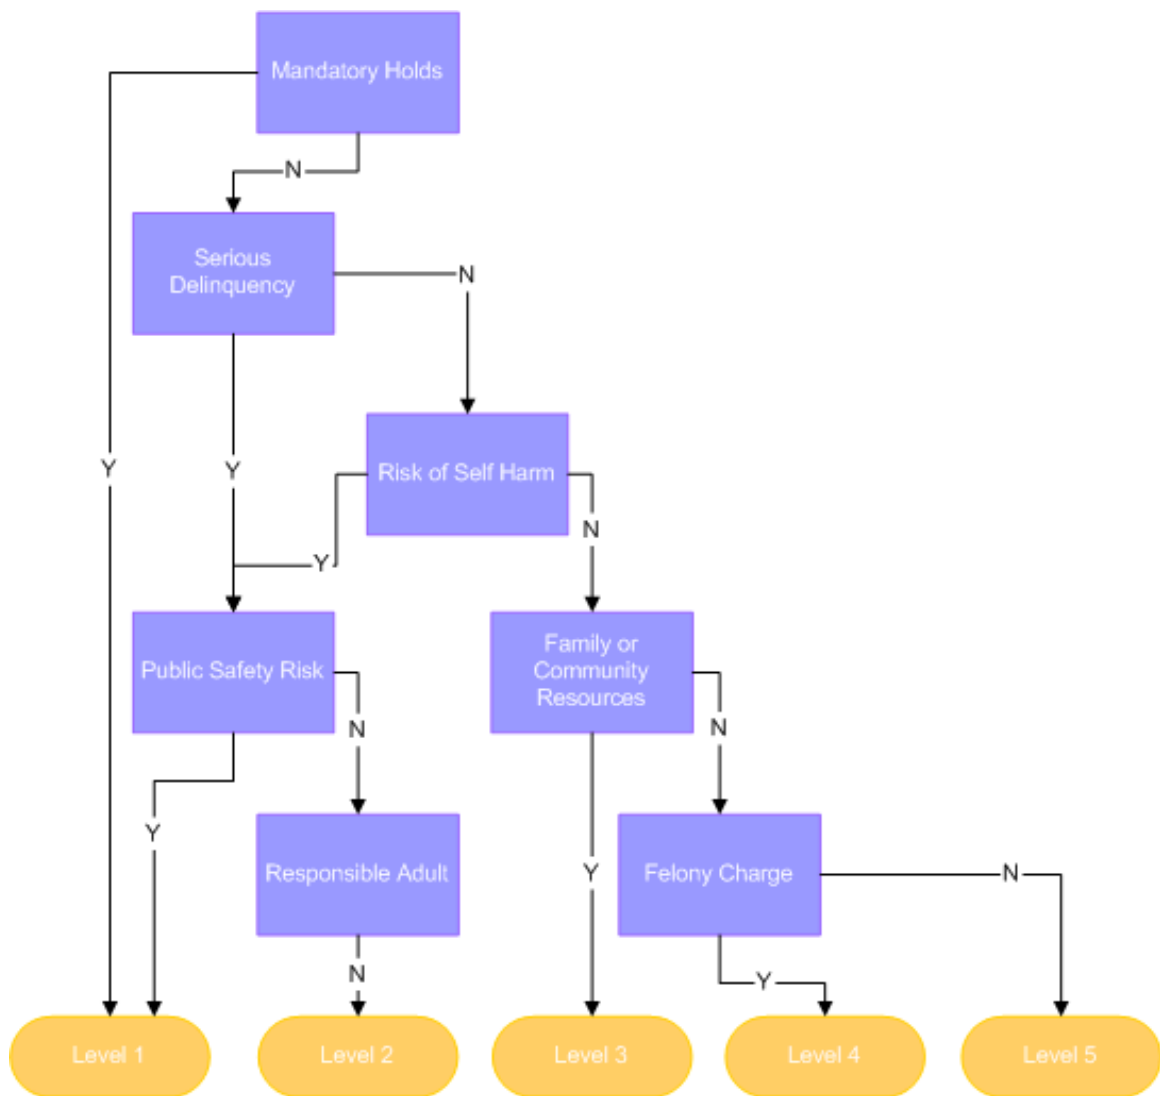 Mandatory Holds
N
Serious
Delinquency
N
Y
Y
Risk of Self Harm
N
Y
Public Safety Risk
Family or
Community
Resources
N
N
Y
Responsible Adult
Y
Felony Charge
N
N
Y
Level 1
Level 2
Level 3
Level 4
Level 5